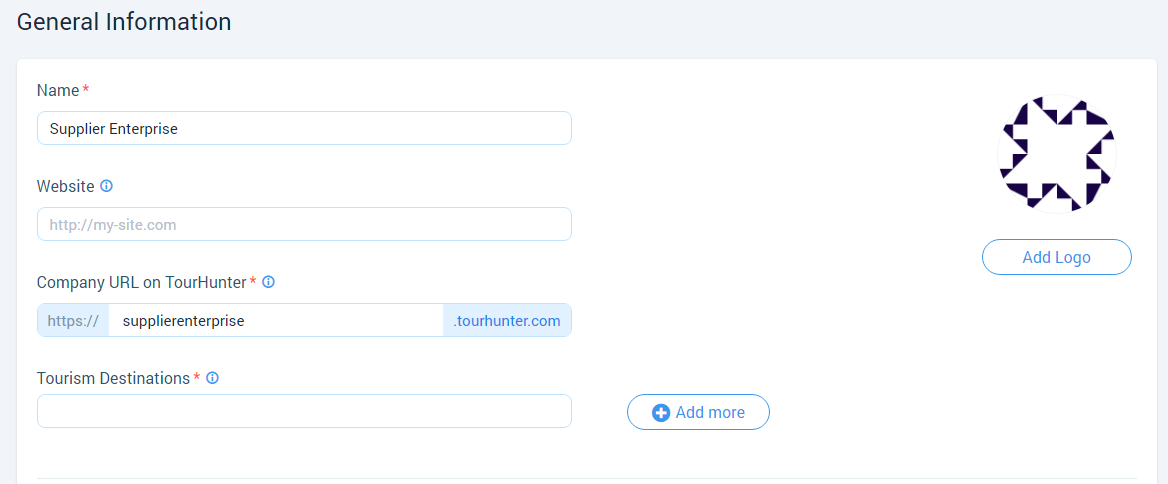 General Information
Name *
Supplier Enterprise
Website
http://my-site.com
Add Logo
Company URL on TourHunter *
https:// supplierenterprise .tourhunter.com
Tourism Destinations *
Add more